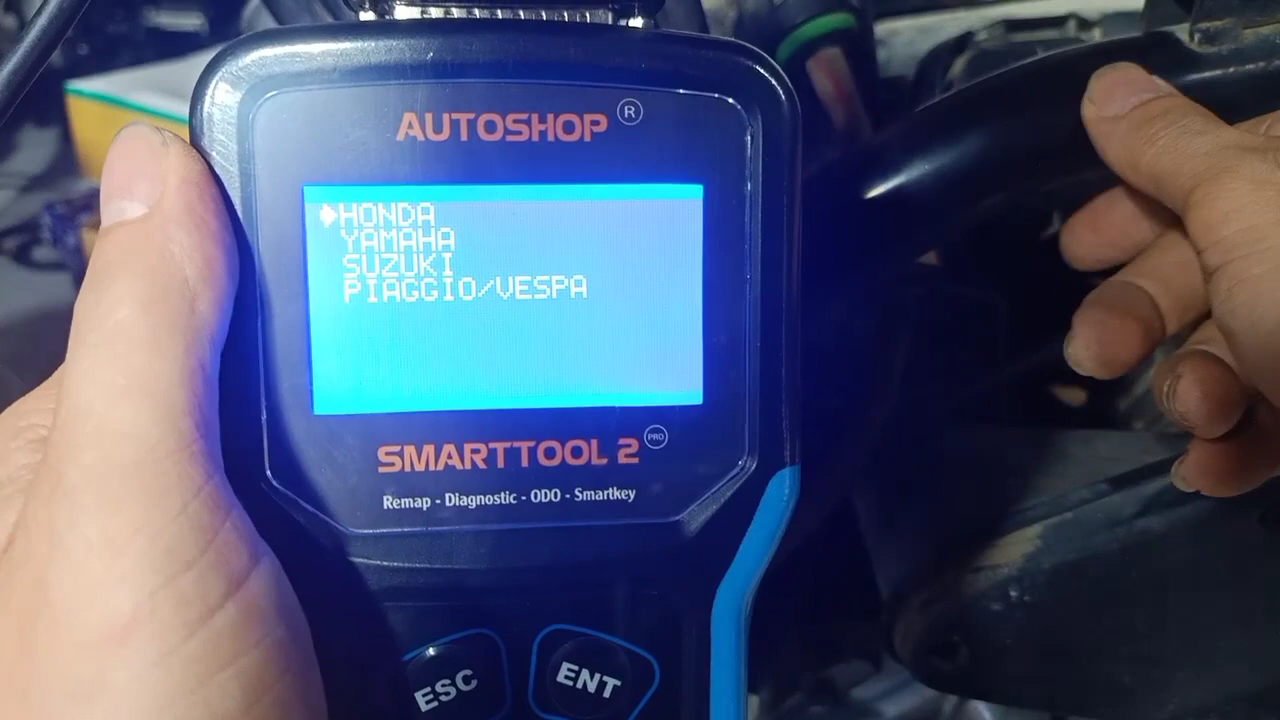 AUTOSHOP ®
HONDA
YAMAHA
SUZUKI
PIAGGIO/VESPA
SMARTTOOL 2 PRO
Remap - Diagnostic - ODO - Smartkey
ESC
ENT